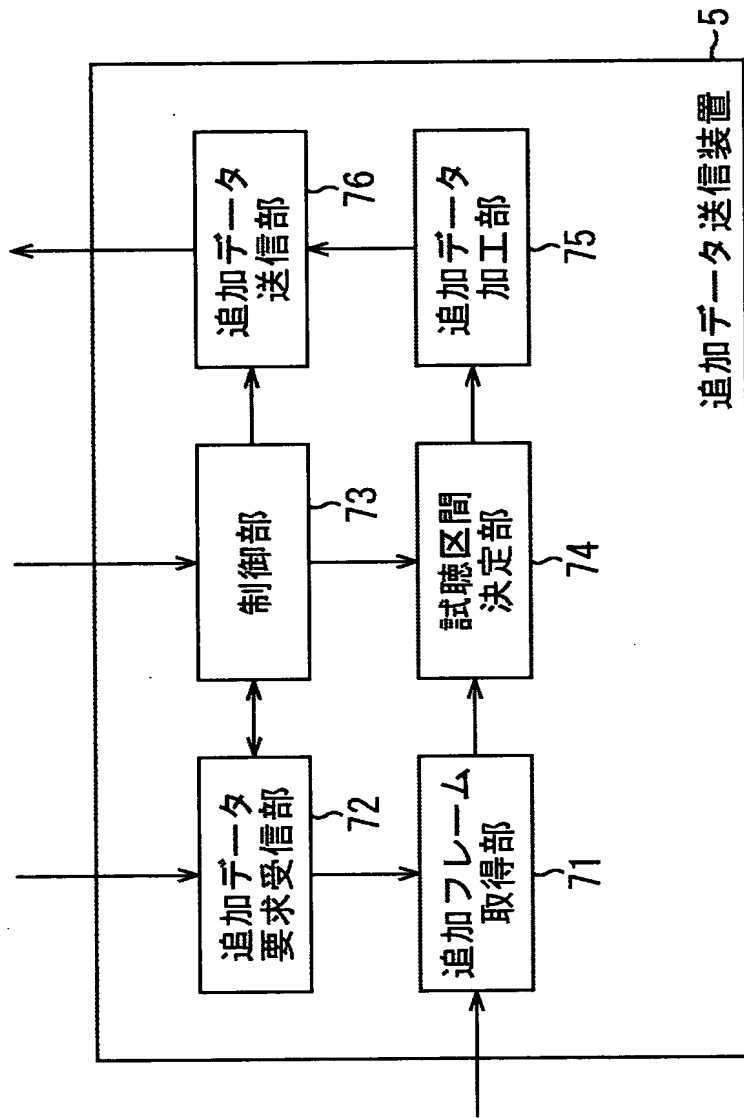 追加データ
要求受信部
72
制御部
73
追加データ
送信部
76
追加フレーム
取得部
71
試聴区間
決定部
74
追加データ
加工部
75
追加データ送信装置
5